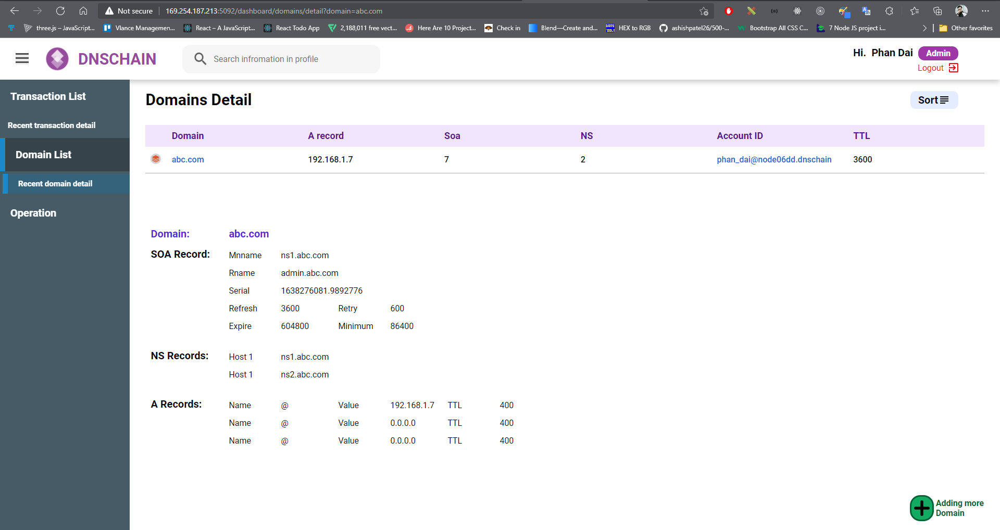 Not secure 169.254.187.213:5092/dashboard/domains/detail?domain=abc.com
three.js – JavaScript... Vlance Managemen... React – A JavaScript... React Todo App 2,188,011 free vect... Here Are 10 Project... Check in Blend—Create and... DANS TOOLS HEX to RGB ashishpatel26/500-... Bootstrap All CSS C... 7 Node JS project i... Other favorites
DNSCHAIN
Search infromation in profile
Hi. Phan Dai Admin
Logout
Transaction List
Recent transaction detail
Domain List
Recent domain detail
Operation
Domains Detail
Sort
Domain A record Soa NS Account ID TTL
abc.com 192.168.1.7 7 2 phan_dai@node06dd.dnschain 3600
Domain: abc.com
SOA Record: Mnname ns1.abc.com
Rname admin.abc.com
Serial 1638276081.9892776
Refresh 3600 Retry 600
Expire 604800 Minimum 86400
NS Records: Host 1 ns1.abc.com
Host 1 ns2.abc.com
A Records: Name @ Value 192.168.1.7 TTL 400
Name @ Value 0.0.0.0 TTL 400
Name @ Value 0.0.0.0 TTL 400
Adding more
Domain